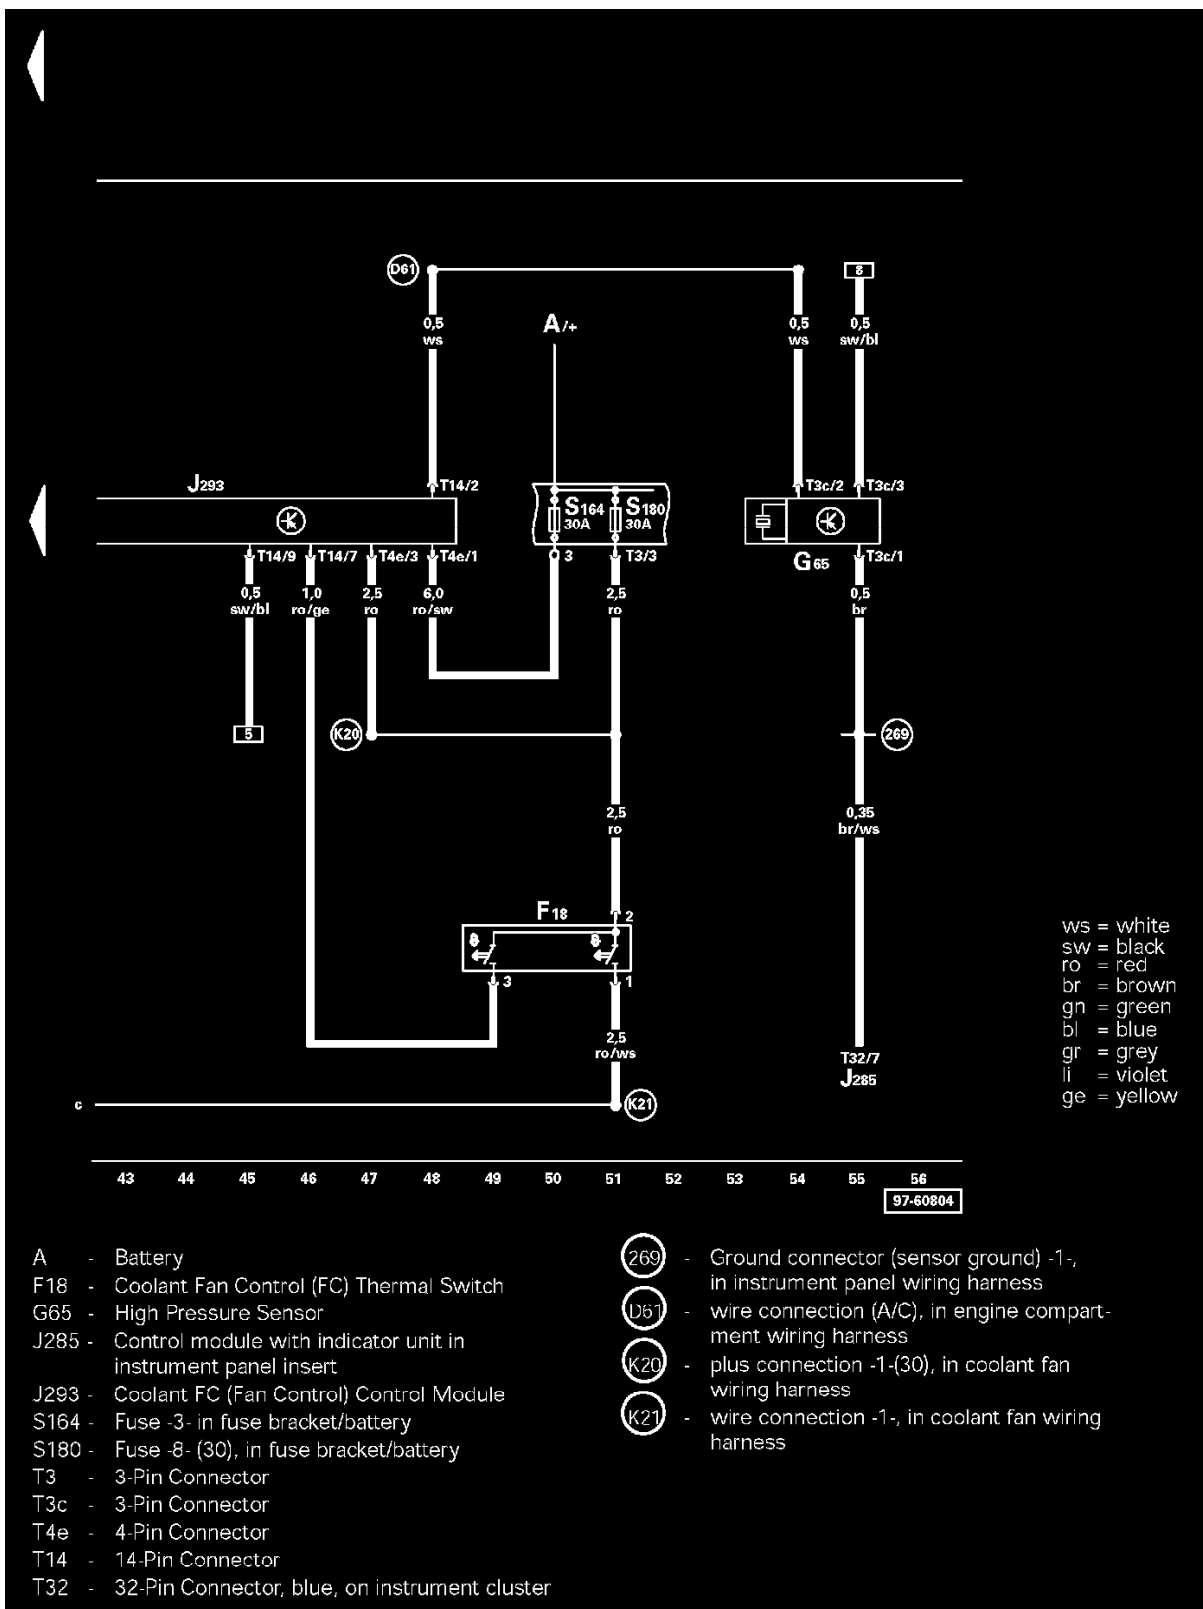 D61
8
0,5
ws
A/+
0,5
ws
0,5
sw/bl
J293
T14/2
S164
30A
S180
30A
T3c/2
T3c/3
T14/9
T14/7
T4e/3
T4e/1
3
T3/3
G65
T3c/1
0,5
sw/bl
1,0
ro/ge
2,5
ro
6,0
ro/sw
2,5
ro
0,5
br
5
K20
269
2,5
ro
0,35
br/ws
F18
2
3
1
2,5
ro/ws
T32/7
J285
c
K21
ws = white
sw = black
ro = red
br = brown
gn = green
bl = blue
gr = grey
li = violet
ge = yellow
43 44 45 46 47 48 49 50 51 52 53 54 55 56
97-60804
A - Battery
F18 - Coolant Fan Control (FC) Thermal Switch
G65 - High Pressure Sensor
J285 - Control module with indicator unit in
instrument panel insert
J293 - Coolant FC (Fan Control) Control Module
S164 - Fuse -3- in fuse bracket/battery
S180 - Fuse -8- (30), in fuse bracket/battery
T3 - 3-Pin Connector
T3c - 3-Pin Connector
T4e - 4-Pin Connector
T14 - 14-Pin Connector
T32 - 32-Pin Connector, blue, on instrument cluster
269 - Ground connector (sensor ground) -1-,
in instrument panel wiring harness
D61 - wire connection (A/C), in engine compart-
ment wiring harness
K20 - plus connection -1-(30), in coolant fan
wiring harness
K21 - wire connection -1-, in coolant fan wiring
harness